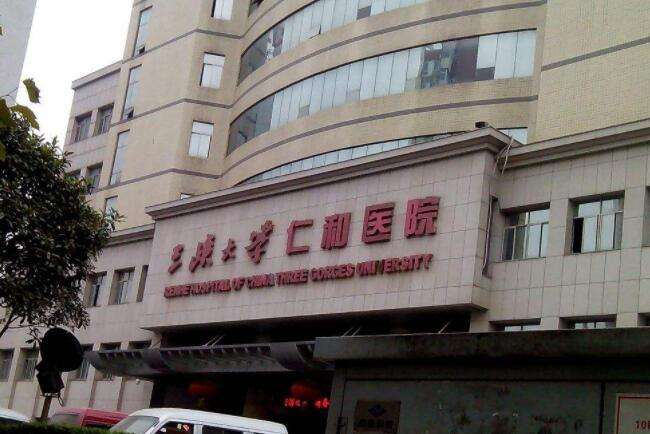 三峡大学仁和医院
RENHE HOSPITAL OF CHINA THREE GORGES UNIVERSITY